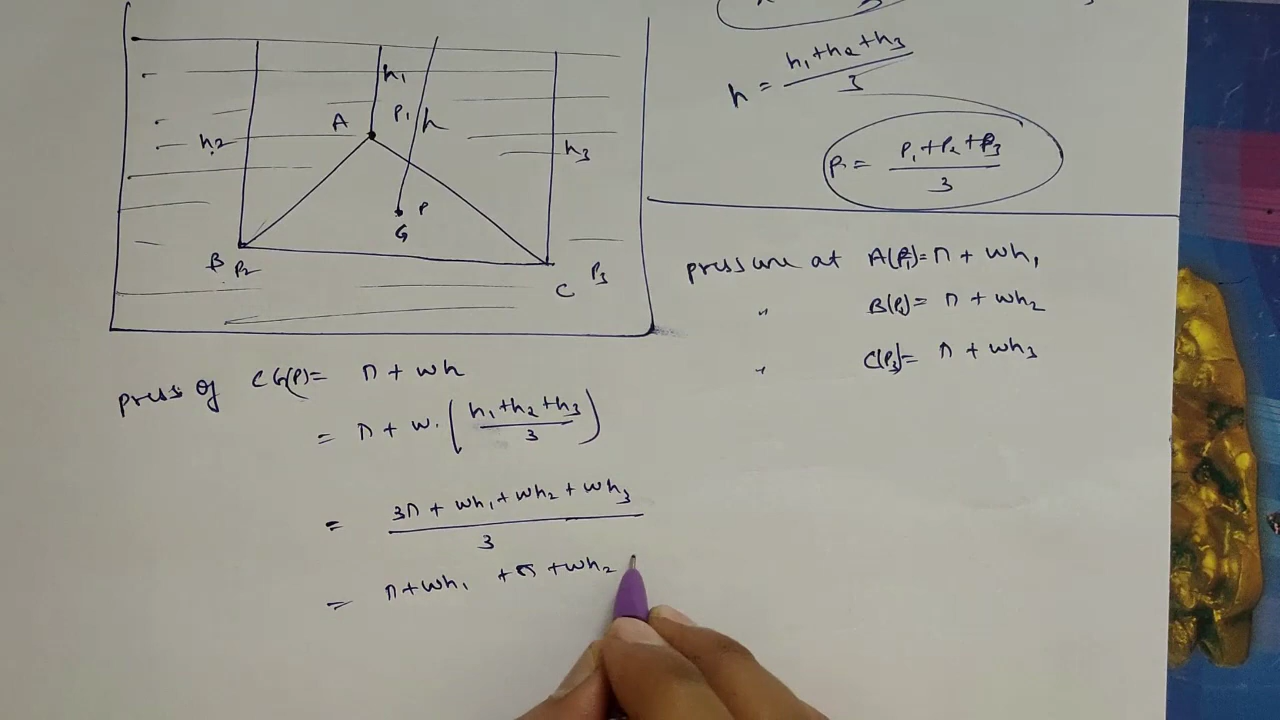 h₁
h₂
A
P₁
h
h₃
P
G
B P₂
C
P₃
h = (h₁+h₂+h₃)/3
P = (P₁+P₂+P₃)/3
pressure at A(P₁)= Π + wh₁
" B(P₂)= Π + wh₂
" C(P₃)= Π + wh₃
press of CG(P)= Π + wh
= Π + w. ((h₁+h₂+h₃)/3)
= (3Π + wh₁+wh₂+wh₃)/3
= Π+wh₁ +Π+wh₂